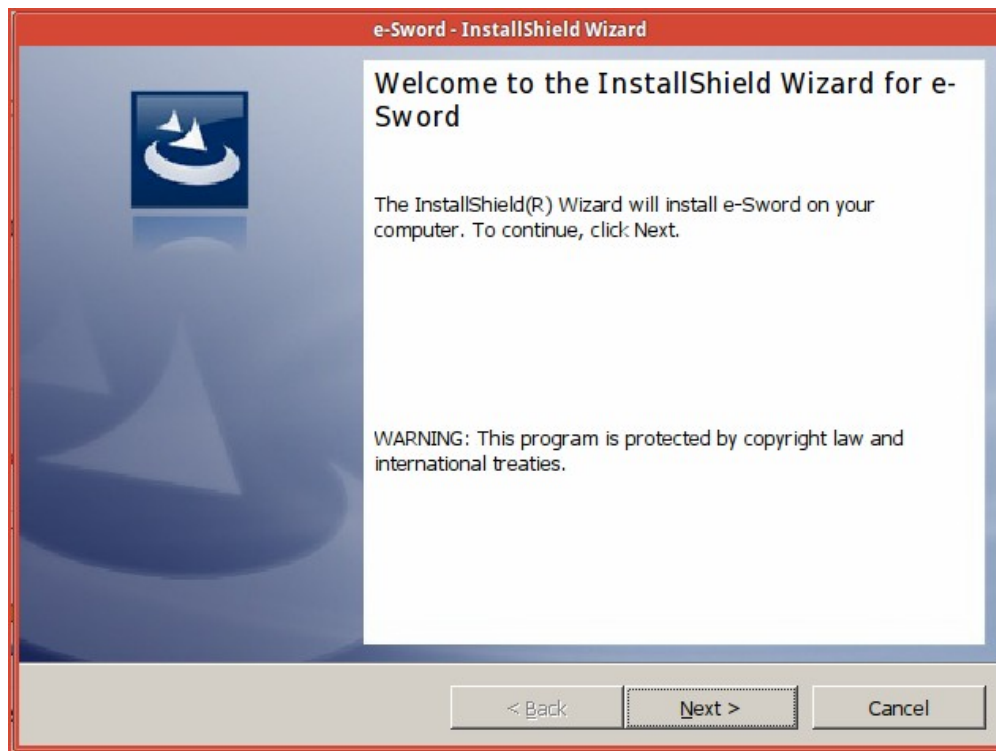 e-Sword - InstallShield Wizard
Welcome to the InstallShield Wizard for e-
Sword
The InstallShield(R) Wizard will install e-Sword on your
computer. To continue, click Next.
WARNING: This program is protected by copyright law and
international treaties.
< Back Next > Cancel